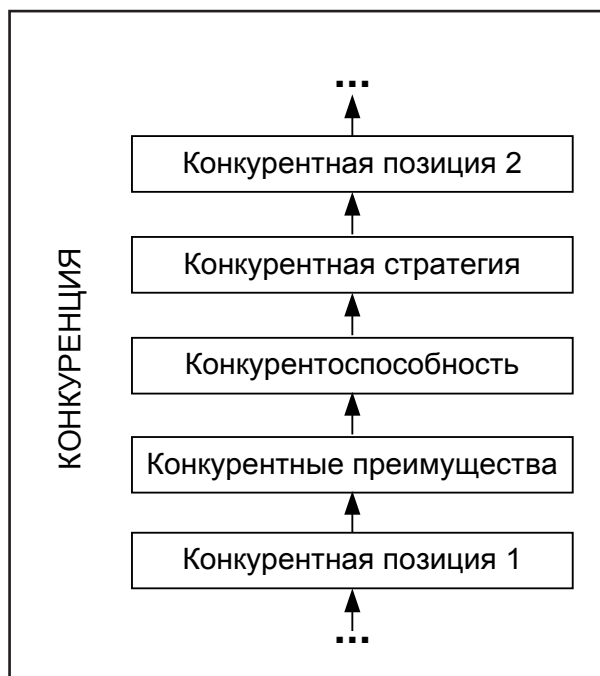 ...
Конкурентная позиция 2
Конкурентная стратегия
Конкурентоспособность
Конкурентные преимущества
Конкурентная позиция 1
...
КОНКУРЕНЦИЯ